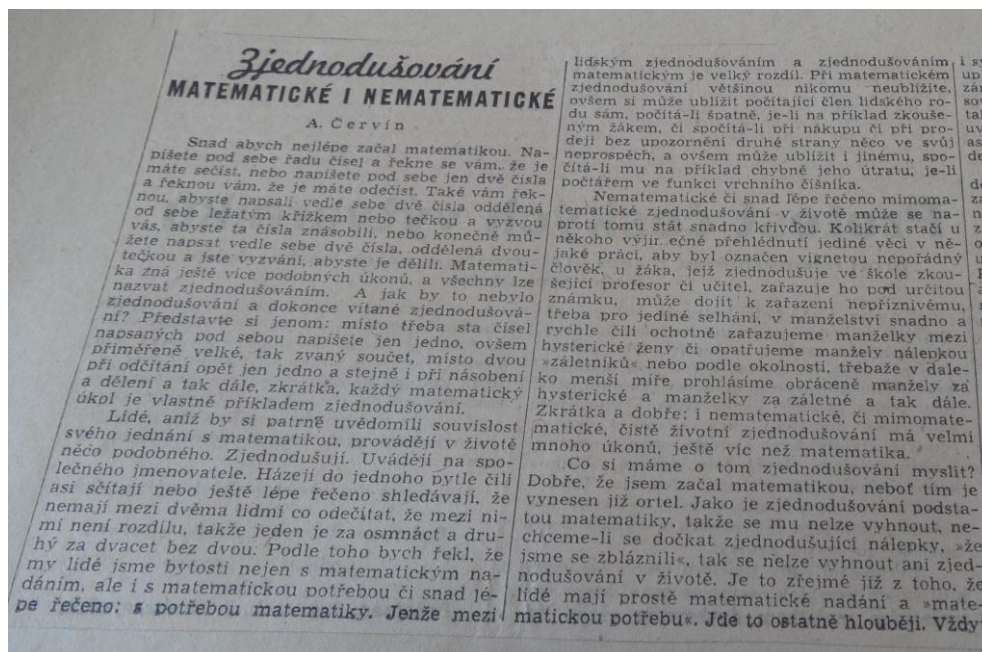 Zjednodušování
MATEMATICKÉ I NEMATEMATICKÉ
A. Červín
Snad abych nejlépe začal matematikou. Na-
píšete pod sebe řadu čísel a řekne se vám, že je
máte sečíst, nebo napíšete pod sebe jen dvě čísla
a řeknou vám, že je máte odečíst. Také vám řek-
nou, abyste napsali vedle sebe dvě čísla oddělená
od sebe ležatým křížkem nebo tečkou a vyzvou
vás, abyste ta čísla znásobili, nebo konečně mů-
žete napsat vedle sebe dvě čísla, oddělená dvou-
tečkou a jste vyzváni, abyste je dělili. Matemati-
ka zná ještě více podobných úkonů, a všechny lze
nazvat zjednodušováním. A jak by to nebylo
zjednodušování a dokonce vítané zjednodušová-
ní? Představte si jenom: místo třeba sta čísel
napsaných pod sebou napíšete jen jedno, ovšem
přiměřeně velké, tak zvaný součet, místo dvou
při odčítání opět jen jedno a stejně i při násobení
a dělení a tak dále, zkrátka, každý matematický
úkol je vlastně příkladem zjednodušování.
Lidé, aniž by si patrně uvědomili souvislost
svého jednání s matematikou, provádějí v životě
něco podobného. Zjednodušují. Uvádějí na spo-
lečného jmenovatele. Házejí do jednoho pytle čili
asi sčítají nebo ještě lépe řečeno shledávají, že
nemají mezi dvěma lidmi co odečítat, že mezi ni-
mi není rozdílu, takže jeden je za osmnáct a dru-
hý za dvacet bez dvou. Podle toho bych řekl, že
my lidé jsme bytosti nejen s matematickým na-
dáním, ale i s matematickou potřebou či snad lé-
pe řečeno: s potřebou matematiky. Jenže mezi
lidským zjednodušováním a zjednodušováním
matematickým je velký rozdíl. Při matematickém
zjednodušování většinou nikomu neublížíte,
ovšem si může ublížit počítající člen lidského ro-
du sám, počítá-li špatně, je-li na příklad zkouše-
ným žákem, či spočítá-li při nákupu či při pro-
deji bez upozornění druhé strany něco ve svůj
neprospěch, a ovšem může ublížit i jinému, spo-
čítá-li mu na příklad chybně jeho útratu, je-li
počtářem ve funkci vrchního číšníka.
Nematematické či snad lépe řečeno mimoma-
tematické zjednodušování v životě může se na-
proti tomu stát snadno křivdou. Kolikrát stačí u
někoho výjir ečné přehlédnutí jediné věci v ně-
jaké práci, aby byl označen vignetou nepořádný
člověk, u žáka, jejž zjednodušuje ve škole zkou-
šející profesor či učitel, zařazuje ho pod určitou
známku, může dojít k zařazení nepříznivému,
třeba pro jediné selhání, v manželství snadno a
rychle čili ochotně zařazujeme manželky mezi
hysterické ženy či opatřujeme manžely nálepkou
»záletníků« nebo podle okolností, třebaže v dale-
ko menší míře prohlásíme obráceně manžely za
hysterické a manželky za záletné a tak dále.
Zkrátka a dobře: i nematematické, či mimomate-
matické, čistě životní zjednodušování má velmi
mnoho úkonů, ještě víc než matematika.
Co si máme o tom zjednodušování myslit?
Dobře, že jsem začal matematikou, neboť tím je
vynesen již ortel. Jako je zjednodušování podsta-
tou matematiky, takže se mu nelze vyhnout, ne-
chceme-li se dočkat zjednodušující nálepky, »že
jsme se zbláznili«, tak se nelze vyhnout ani zjed-
nodušování v životě. Je to zřejmé již z toho, že
lidé mají prostě matematické nadání a »mate-
matickou potřebu«. Jde to ostatně hlouběji. Vždy